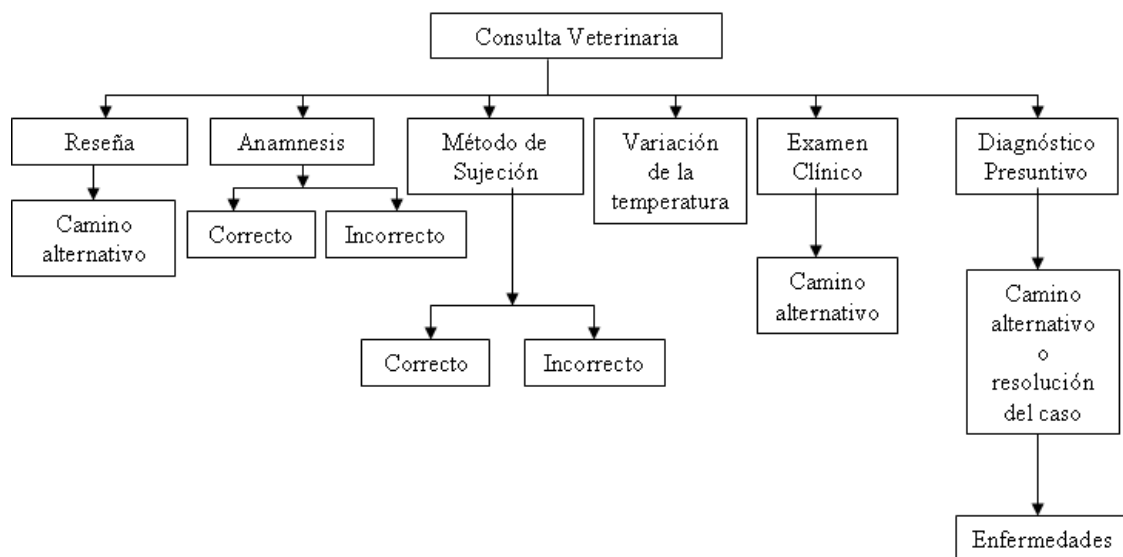 Consulta Veterinaria
Reseña
Anamnesis
Método de
Sujeción
Variación
de la
temperatura
Examen
Clínico
Diagnóstico
Presuntivo
Camino
alternativo
Correcto
Incorrecto
Camino
alternativo
Camino
alternativo
o
resolución
del caso
Correcto
Incorrecto
Enfermedades